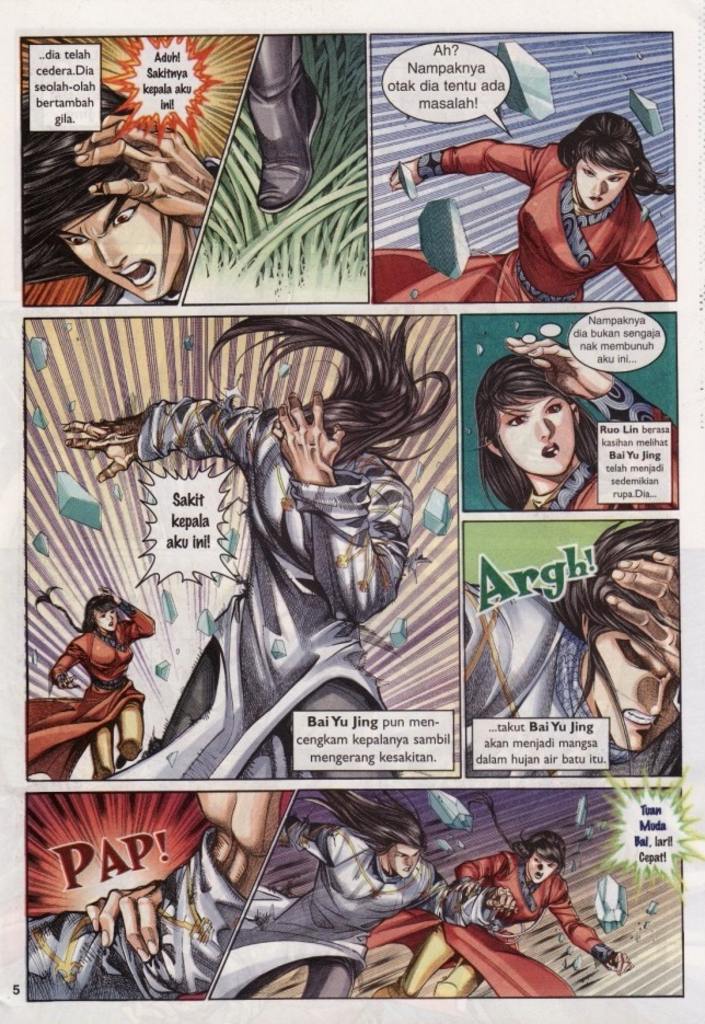 ..dia telah
cedera.Dia
seolah-olah
bertambah
gila.
Aduh!
Sakitnya
kepala aku
ini!
Ah?
Nampaknya
otak dia tentu ada
masalah!
Sakit
kepala
aku ini!
Bai Yu Jing pun men-
cengkam kepalanya sambil
mengerang kesakitan.
Nampaknya
dia bukan sengaja
nak membunuh
aku ini...
Ruo Lin berasa
kasihan melihat
Bai Yu Jing
telah menjadi
sedemikian
rupa.Dia...
Argh!
...takut Bai Yu Jing
akan menjadi mangsa
dalam hujan air batu itu.
PAP!
Tuan
Muda
Bai, lari!
Cepat!
5